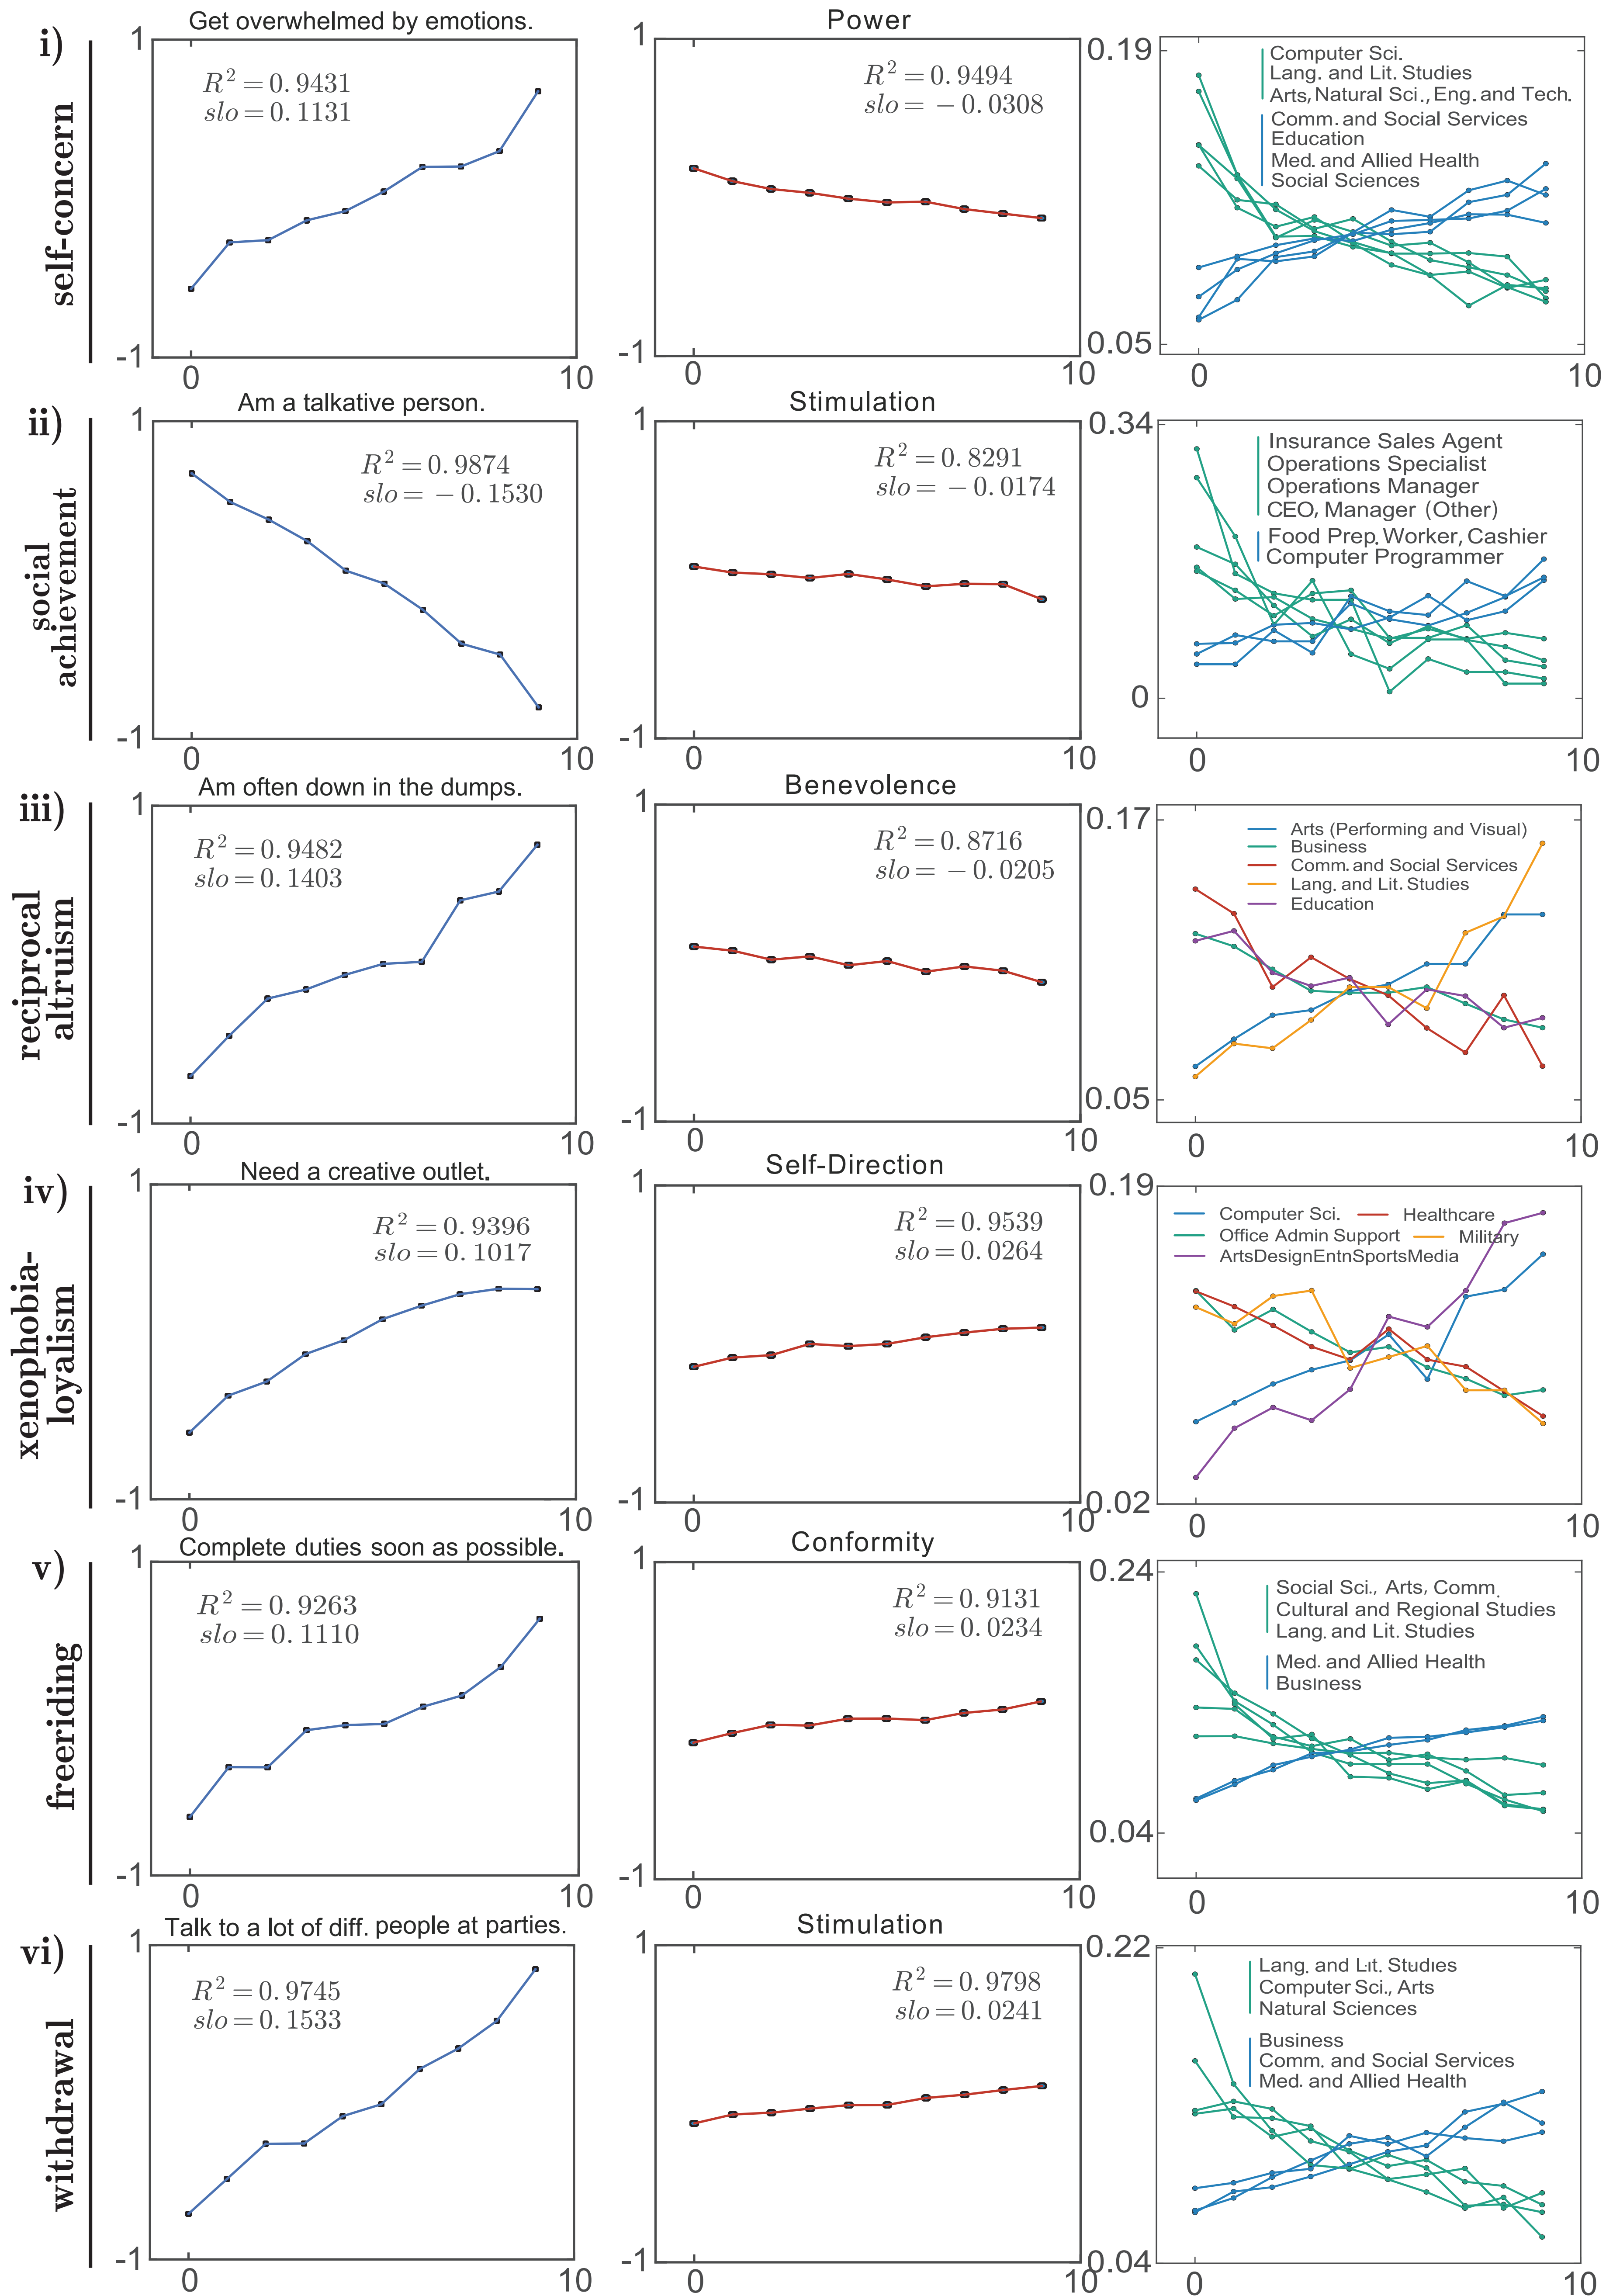 i)
self-concern
Get overwhelmed by emotions.
1
R² = 0.9431
slo = 0.1131
-1
0
10
Power
1
R² = 0.9494
slo = − 0.0308
-1
0
10
0.19
Computer Sci.
Lang. and Lit. Studies
Arts, Natural Sci., Eng. and Tech.
Comm. and Social Services
Education
Med. and Allied Health
Social Sciences
0.05
0
10
ii)
social
achievement
Am a talkative person.
1
R² = 0.9874
slo = − 0.1530
-1
0
10
Stimulation
1
R² = 0.8291
slo = − 0.0174
-1
0
10
0.34
Insurance Sales Agent
Operations Specialist
Operations Manager
CEO, Manager (Other)
Food Prep. Worker, Cashier
Computer Programmer
0
0
10
iii)
reciprocal
altruism
Am often down in the dumps.
1
R² = 0.9482
slo = 0.1403
-1
0
10
Benevolence
1
R² = 0.8716
slo = − 0.0205
-1
0
10
0.17
Arts (Performing and Visual)
Business
Comm. and Social Services
Lang. and Lit. Studies
Education
0.05
0
10
iv)
xenophobia-
loyalism
Need a creative outlet.
1
R² = 0.9396
slo = 0.1017
-1
0
10
Self-Direction
1
R² = 0.9539
slo = 0.0264
-1
0
10
0.19
Computer Sci. Healthcare
Office Admin Support Military
ArtsDesignEntnSportsMedia
0.02
0
10
v)
freeriding
Complete duties soon as possible.
1
R² = 0.9263
slo = 0.1110
-1
0
10
Conformity
1
R² = 0.9131
slo = 0.0234
-1
0
10
0.24
Social Sci., Arts, Comm.
Cultural and Regional Studies
Lang. and Lit. Studies
Med. and Allied Health
Business
0.04
0
10
vi)
withdrawal
Talk to a lot of diff. people at parties.
1
R² = 0.9745
slo = 0.1533
-1
0
10
Stimulation
1
R² = 0.9798
slo = 0.0241
-1
0
10
0.22
Lang. and Lit. Studies
Computer Sci., Arts
Natural Sciences
Business
Comm. and Social Services
Med. and Allied Health
0.04
0
10